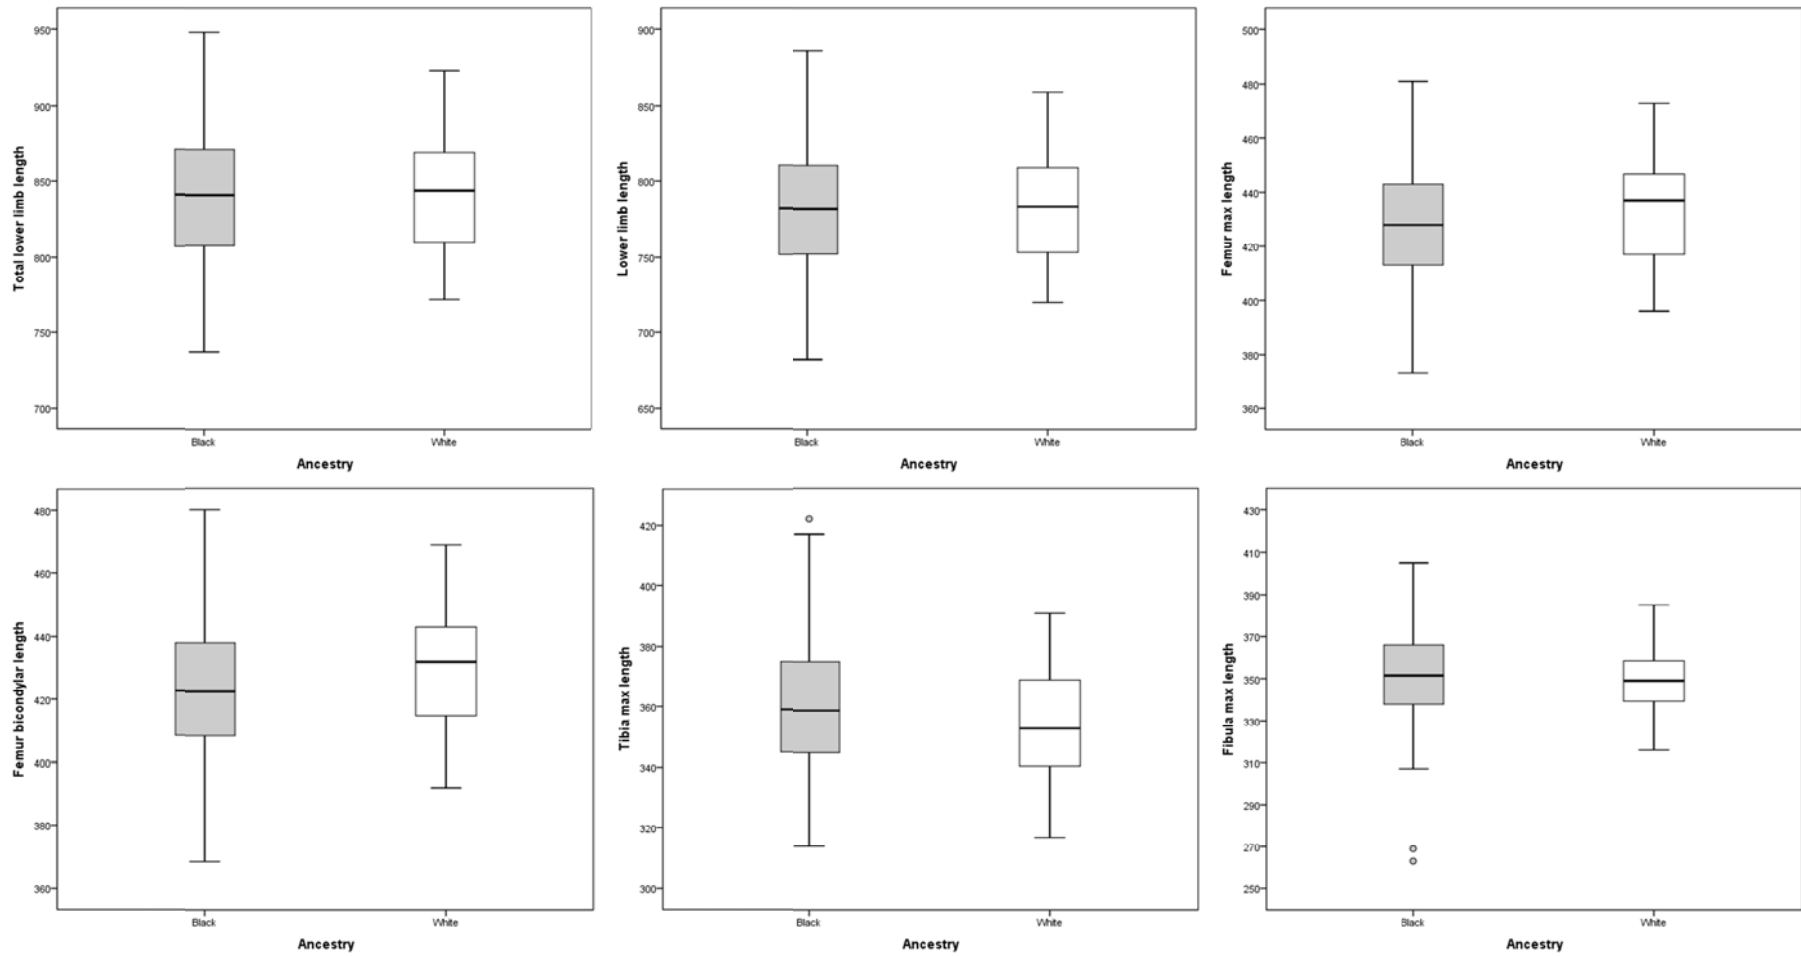 Total lower limb length
950
900
850
800
750
700
Black
White
Ancestry
Lower limb length
900
850
800
750
700
650
Black
White
Ancestry
Femur max length
500
480
460
440
420
400
380
360
Black
White
Ancestry
Femur bicondylar length
480
460
440
420
400
380
360
Black
White
Ancestry
Tibia max length
420
400
380
360
340
320
300
Black
White
Ancestry
Fibula max length
430
410
390
370
350
330
310
290
270
250
Black
White
Ancestry